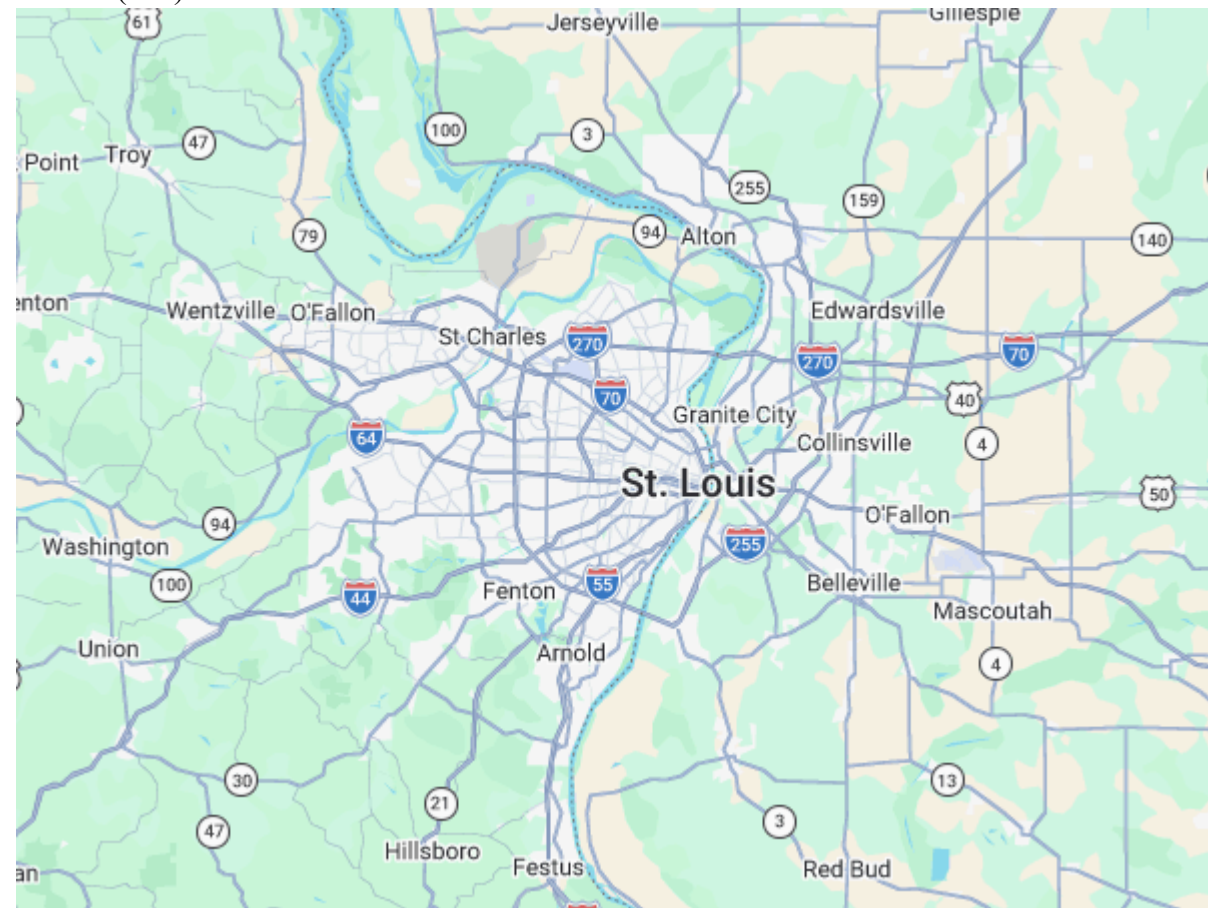 61
Jerseyville
Gillespie
100
3
47
Point
Troy
255
159
79
94
Alton
140
enton
Wentzville
O'Fallon
Edwardsville
St Charles
270
270
70
70
40
Granite City
64
Collinsville
4
St. Louis
50
94
O'Fallon
Washington
255
100
Fenton
55
Belleville
44
Mascoutah
Union
Arnold
4
30
13
21
3
47
Hillsboro
Festus
Red Bud
an